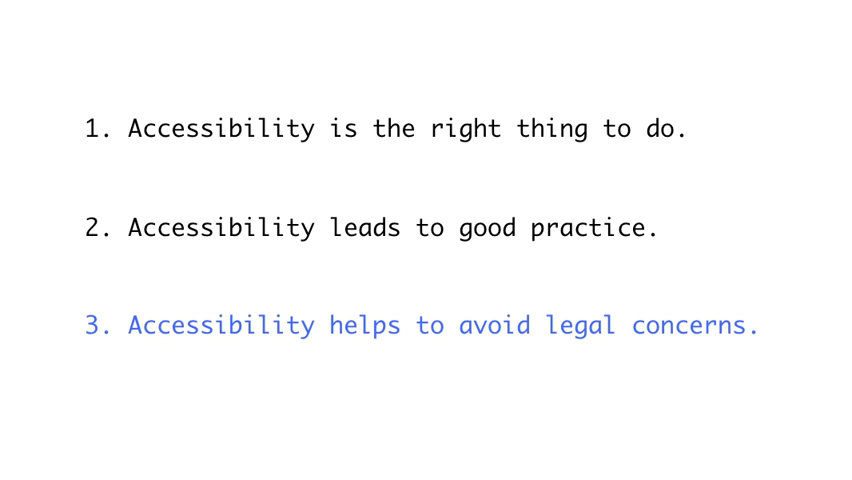 1. Accessibility is the right thing to do.
2. Accessibility leads to good practice.
3. Accessibility helps to avoid legal concerns.